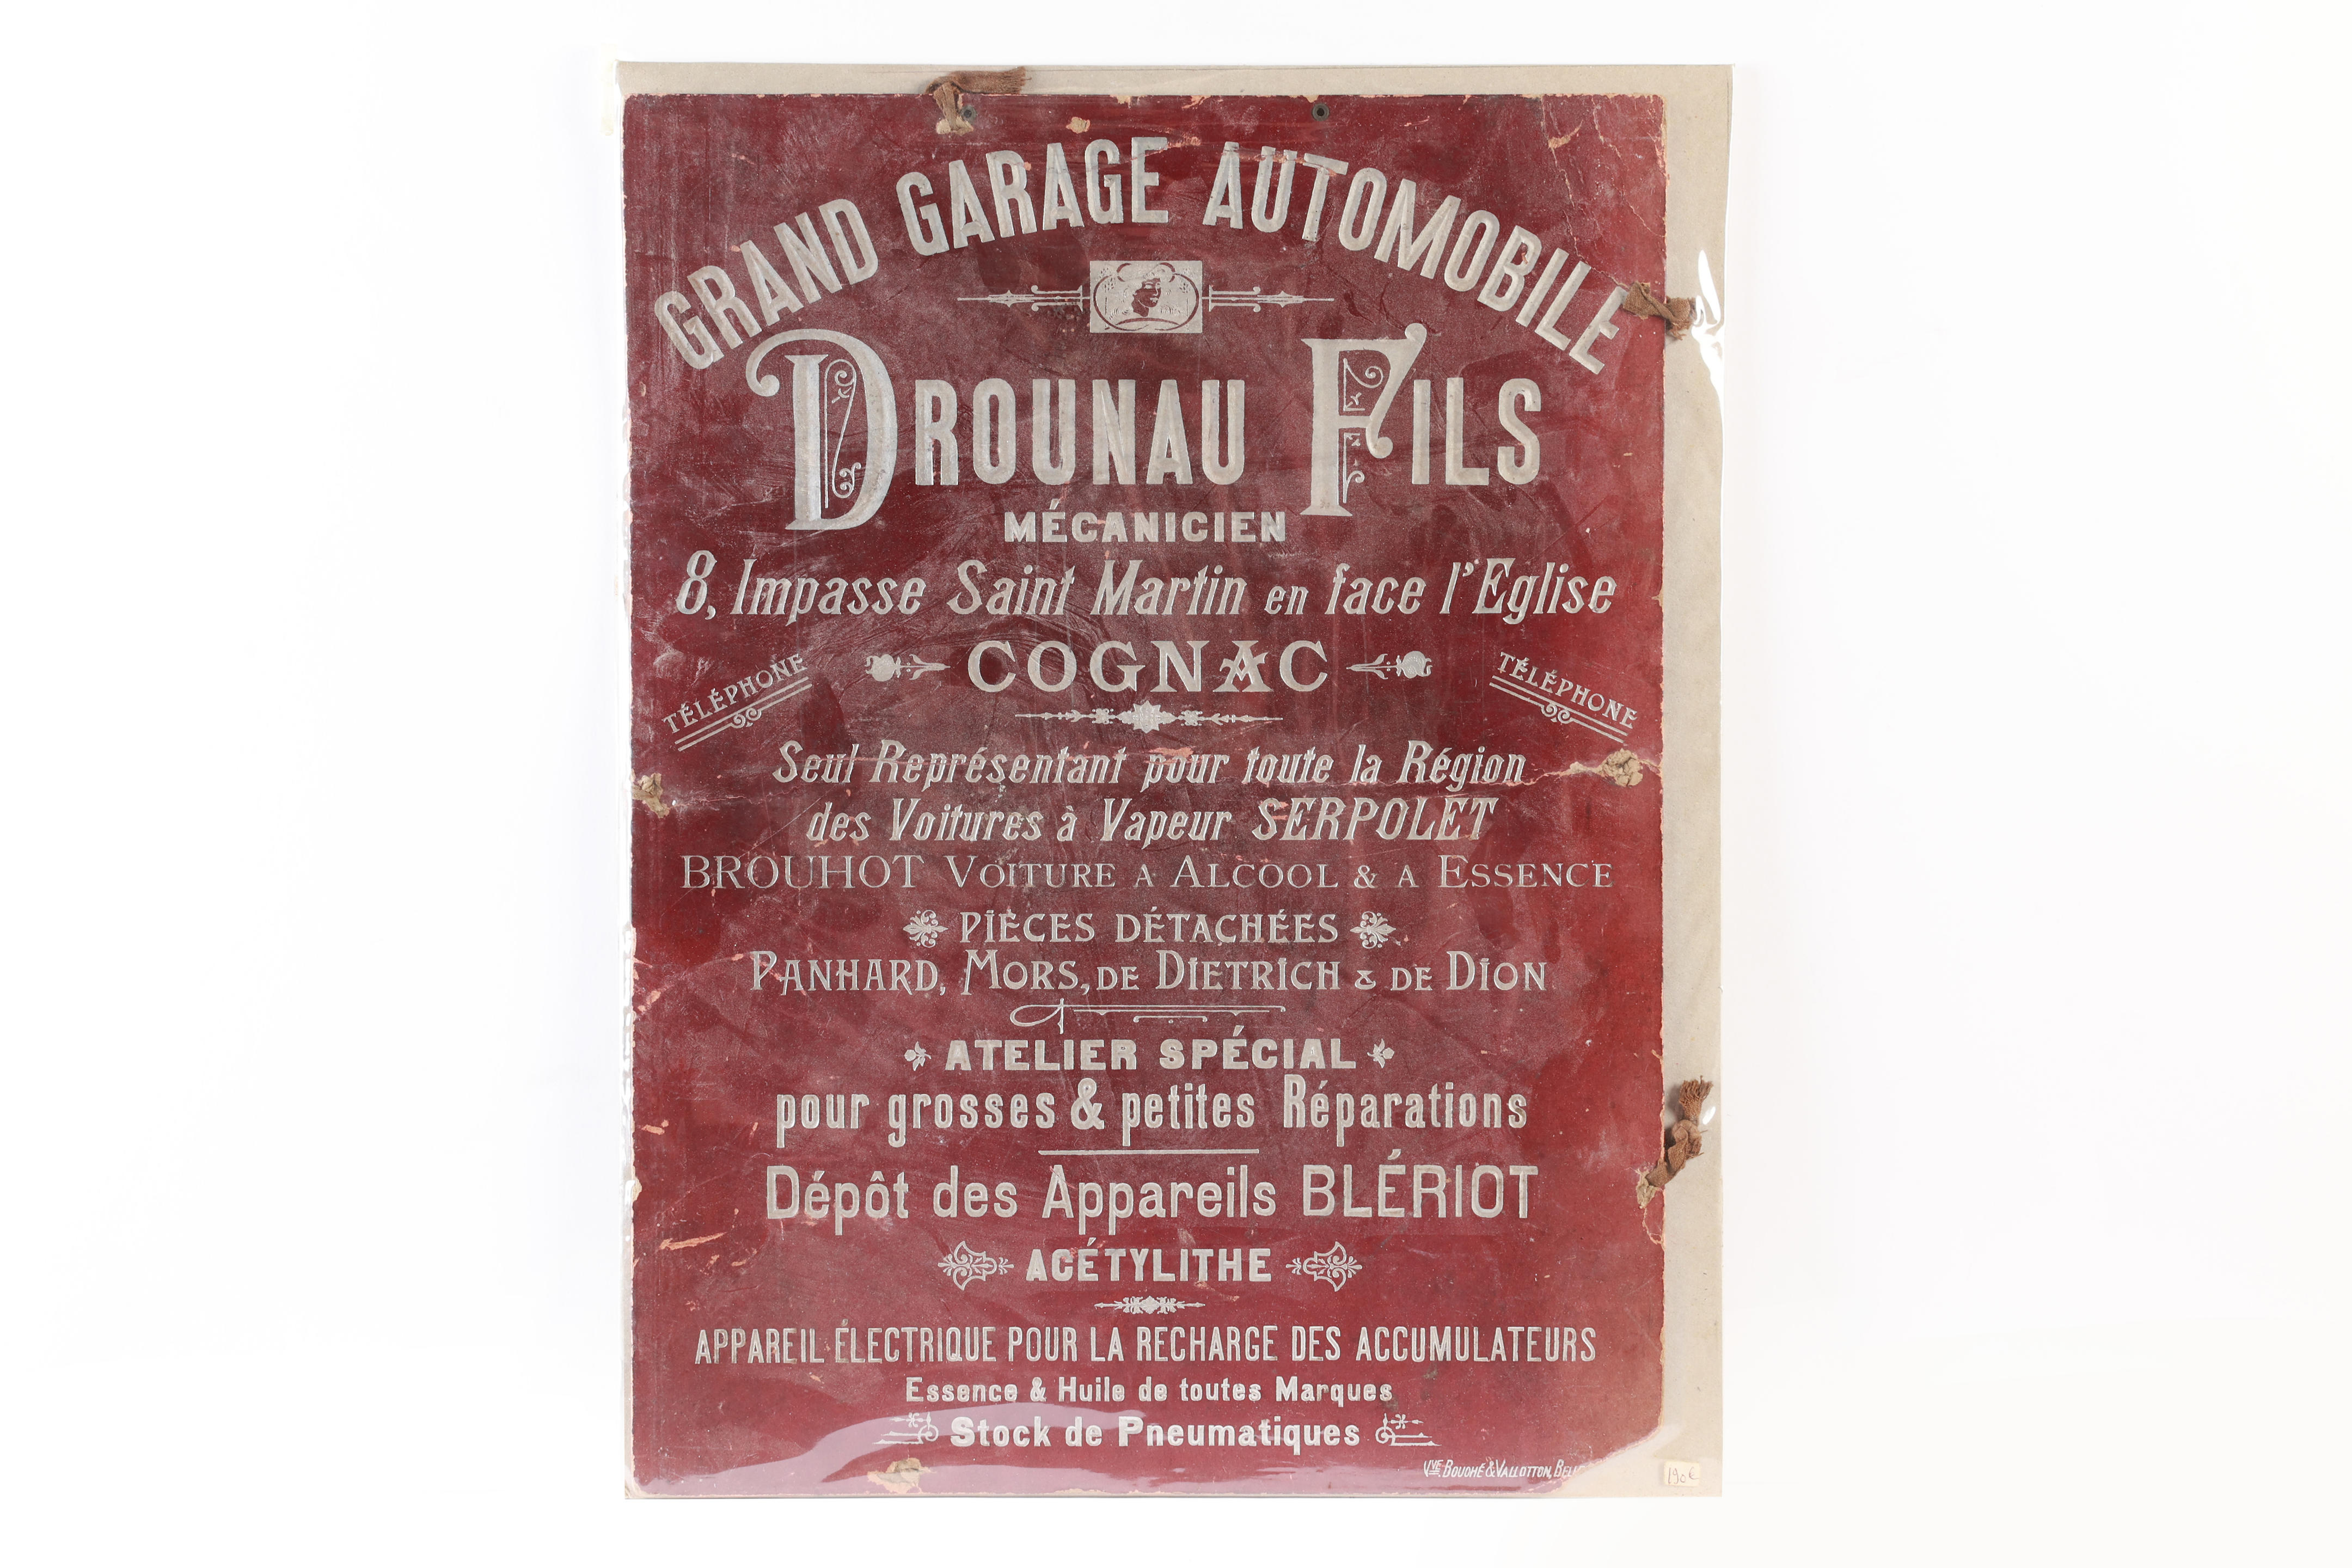 GRAND GARAGE AUTOMOBILE
DROUNAU FILS
MÉCANICIEN
8, Impasse Saint Martin en face l'Eglise
COGNAC
TÉLÉPHONE
TÉLÉPHONE
Seul Représentant pour toute la Région
des Voitures à Vapeur SERPOLET
BROUHOT VOITURE A ALCOOL & A ESSENCE
PIÈCES DÉTACHÉES
PANHARD, MORS, DE DIETRICH & DE DION
ATELIER SPÉCIAL
pour grosses & petites Réparations
Dépôt des Appareils BLÉRIOT
ACÉTYLITHE
APPAREIL ÉLECTRIQUE POUR LA RECHARGE DES ACCUMULATEURS
Essence & Huile de toutes Marques
Stock de Pneumatiques
VVE BOUCHÉ & VALLOTTON,
190€